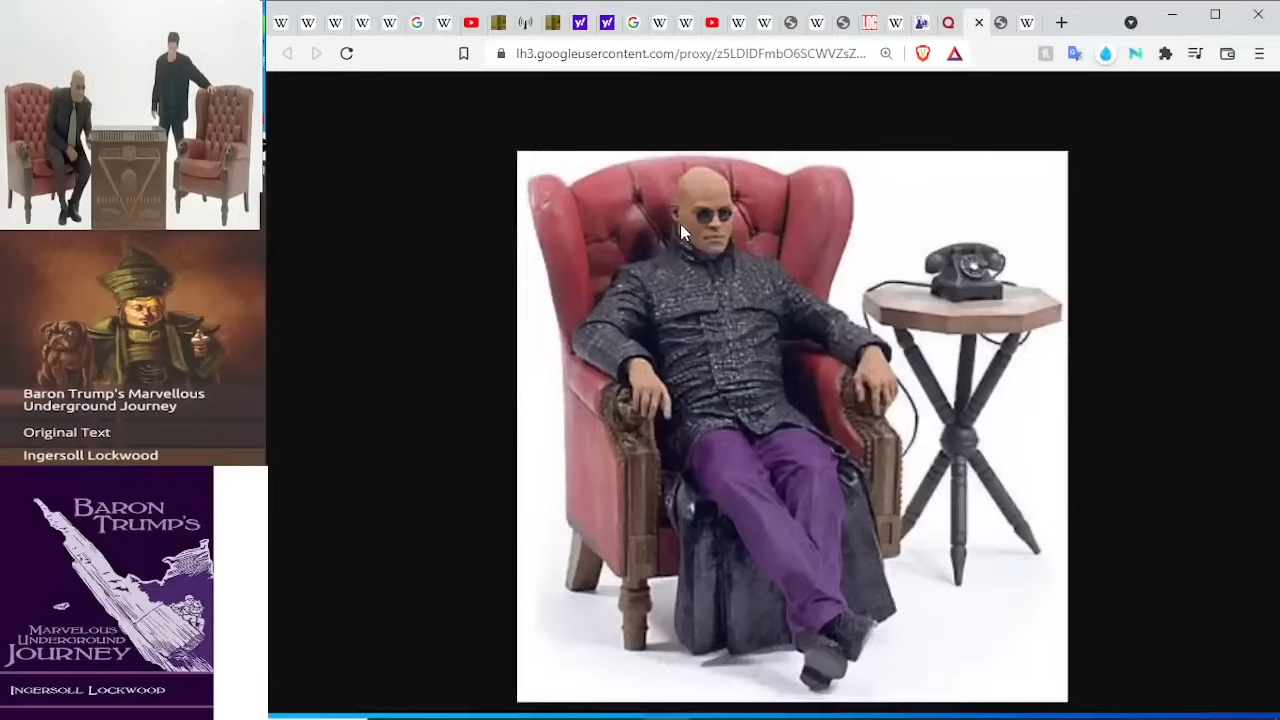 lh3.googleusercontent.com/proxy/z5LDIDFmbO6SCWVZsZ...
Baron Trump's Marvellous
Underground Journey
Original Text
Ingersoll Lockwood
BARON
TRUMP'S
MARVELOUS
UNDERGROUND
JOURNEY
INGERSOLL LOCKWOOD